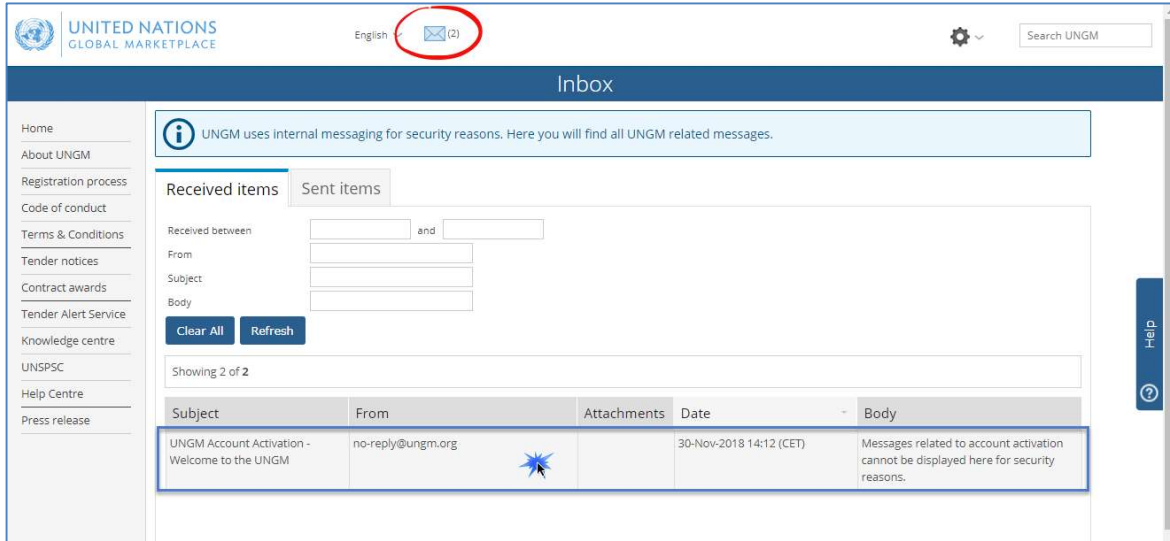 UNITED NATIONS
GLOBAL MARKETPLACE
English
(2)
Search UNGM
Inbox
Home
About UNGM
Registration process
Code of conduct
Terms & Conditions
Tender notices
Contract awards
Tender Alert Service
Knowledge centre
UNSPSC
Help Centre
Press release
UNGM uses internal messaging for security reasons. Here you will find all UNGM related messages.
Received items Sent items
Received between and
From
Subject
Body
Clear All Refresh
Showing 2 of 2
Subject From Attachments Date Body
UNGM Account Activation - no-reply@ungm.org 30-Nov-2018 14:12 (CET) Messages related to account activation
Welcome to the UNGM cannot be displayed here for security
reasons.
Help